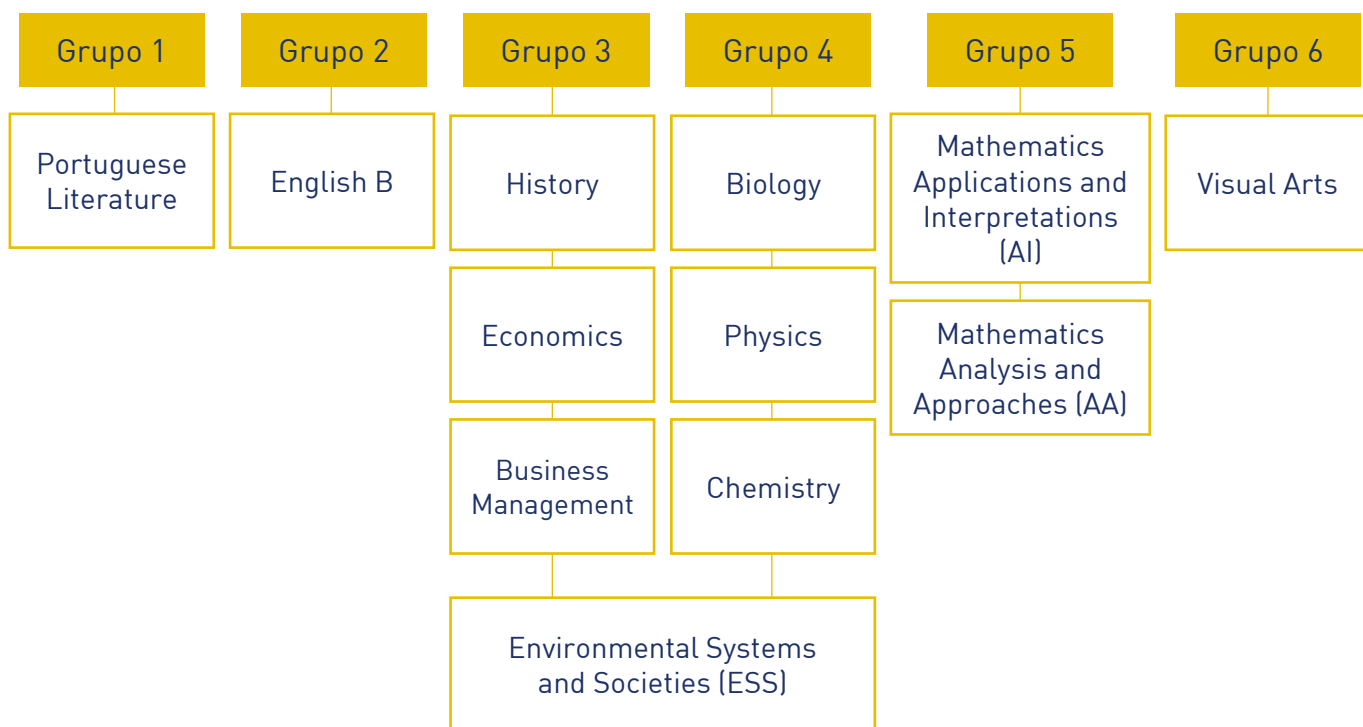 Grupo 1
Portuguese
Literature
Grupo 2
English B
Grupo 3
History
Economics
Business
Management
Grupo 4
Biology
Physics
Chemistry
Environmental Systems
and Societies (ESS)
Grupo 5
Mathematics
Applications and
Interpretations
(AI)
Mathematics
Analysis and
Approaches (AA)
Grupo 6
Visual Arts